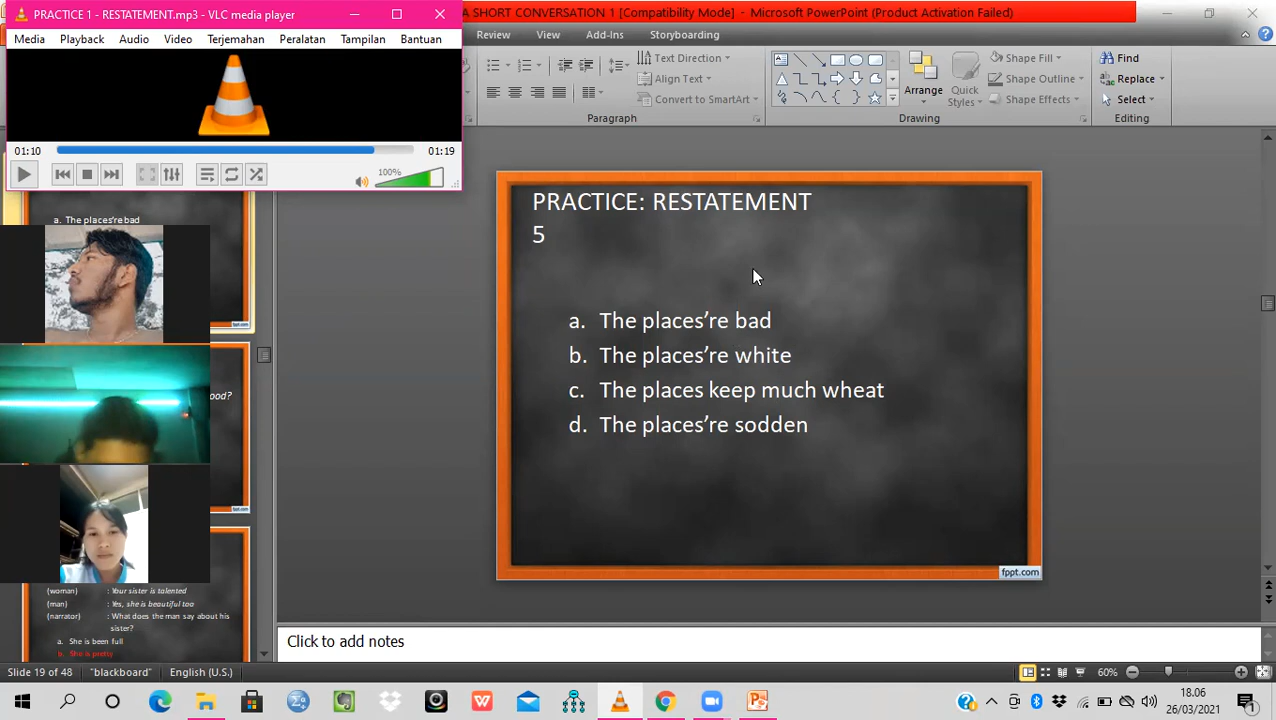 PRACTICE 1 - RESTATEMENT.mp3 - VLC media player
A SHORT CONVERSATION 1 [Compatibility Mode] - Microsoft PowerPoint (Product Activation Failed)
Media Playback Audio Video Terjemahan Peralatan Tampilan Bantuan
Review View Add-Ins Storyboarding
Text Direction
Align Text
Convert to SmartArt
Paragraph
Arrange
Quick Styles
Shape Fill
Shape Outline
Shape Effects
Drawing
Find
Replace
Select
Editing
01:10 01:19
100%
a. The places're bad
fppt.com
ood?
fppt.com
(woman) : Your sister is talented
(man) : Yes, she is beautiful too
(narrator) : What does the man say about his
sister?
a. She is been full
b. She is pretty
PRACTICE: RESTATEMENT
5
a. The places’re bad
b. The places’re white
c. The places keep much wheat
d. The places’re sodden
fppt.com
Click to add notes
Slide 19 of 48 "blackboard" English (U.S.) 60%
18.06
26/03/2021